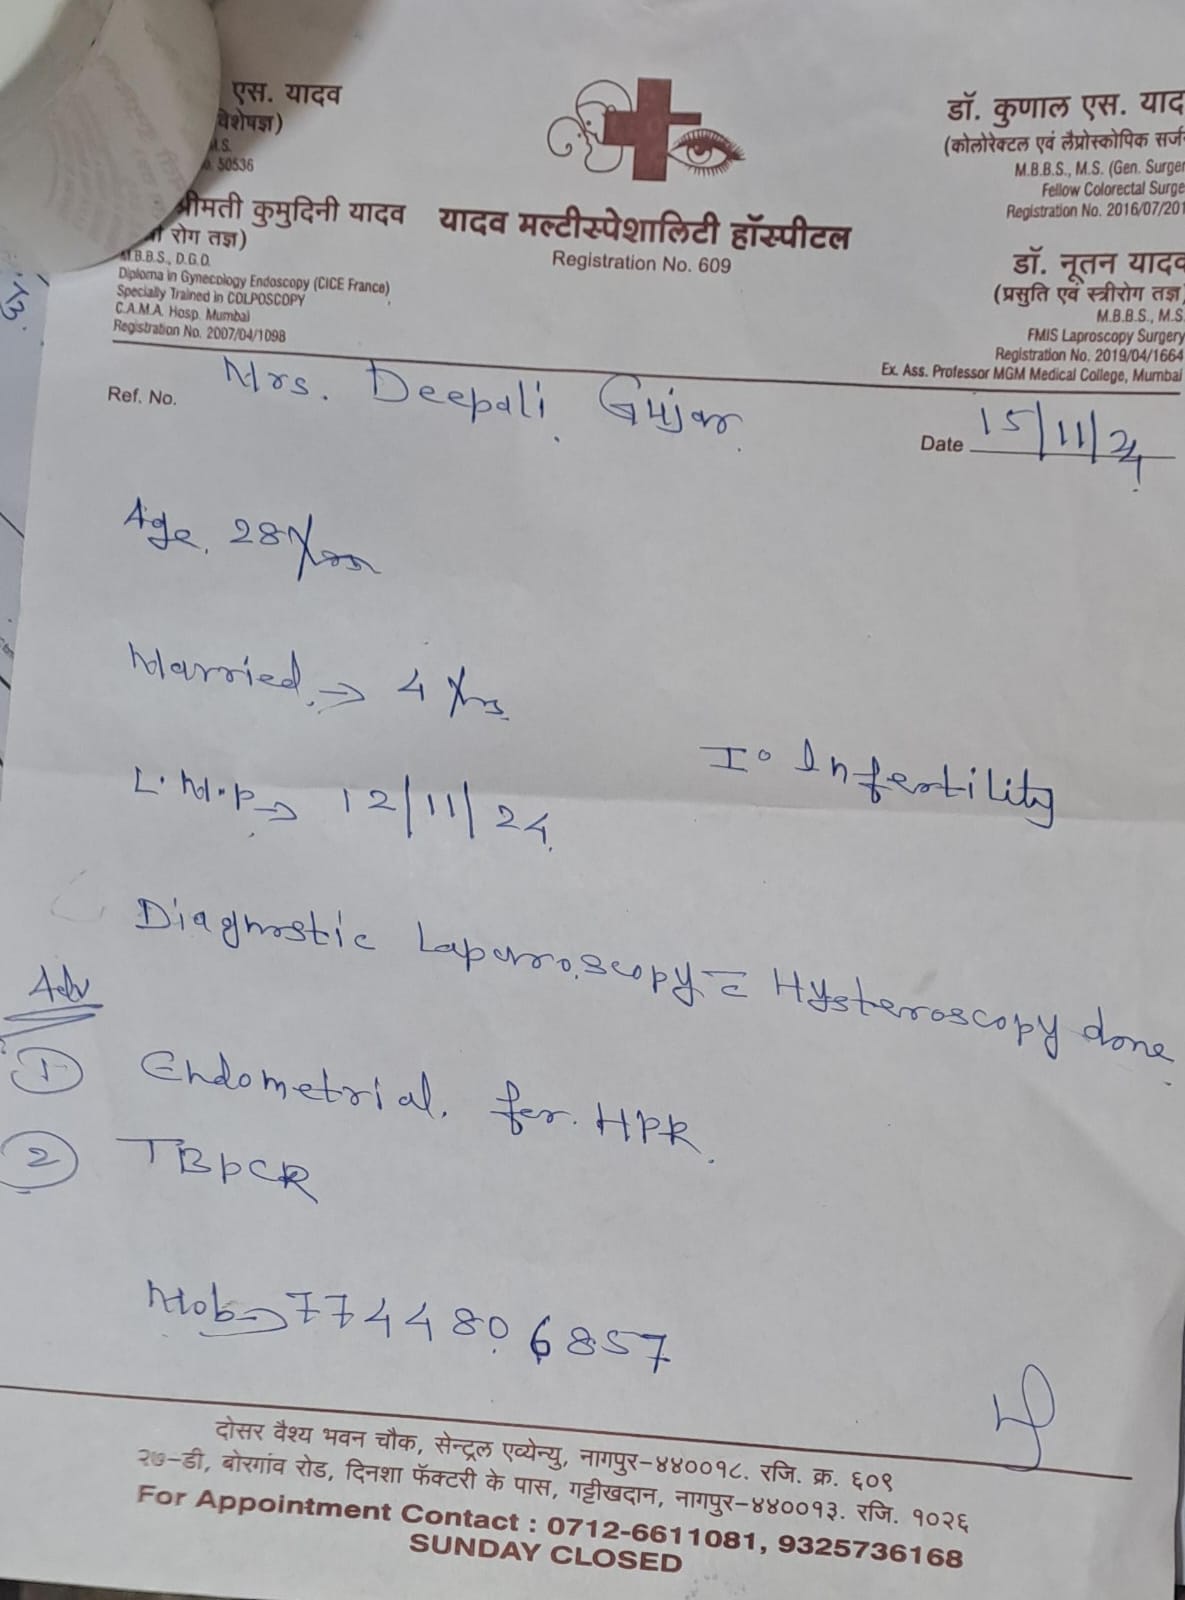 एस. यादव
विशेषज्ञ)
M.S.
50536
श्रीमती कुमुदिनी यादव
रोग तज्ञ)
M.B.B.S., D.G.O.
Diploma in Gynecology Endoscopy (CICE France)
Specially Trained in COLPOSCOPY
C.A.M.A. Hosp. Mumbai
Registration No. 2007/04/1098
यादव मल्टीस्पेशालिटी हॉस्पीटल
Registration No. 609
डॉ. कुणाल एस. याद
(कोलोरेक्टल एवं लैप्रोस्कोपिक सर्ज
M.B.B.S., M.S. (Gen. Surger
Fellow Colorectal Surge
Registration No. 2016/07/201
डॉ. नूतन यादव
(प्रसुति एवं स्त्रीरोग तज्ञ)
M.B.B.S., M.S
FMIS Laproscopy Surgery
Registration No. 2019/04/1664
Ex. Ass. Professor MGM Medical College, Mumbai
Ref. No. Mrs. Deepali Gujar
Date 15/11/24
Age. 28 Yrs
Married → 4 Yrs
I° Infertility
L.M.P → 12/11/24
Diagnostic Laparoscopy c̄ Hysteroscopy done
Adv
① Endometrial. for. HPR.
② TBPCR
Mob → 7744806857
दोसर वैश्य भवन चौक, सेन्ट्रल एव्येन्यु, नागपुर-४४००१८. रजि. क्र. ६०९
२७-डी, बोरगांव रोड, दिनशा फॅक्टरी के पास, गट्टीखदान, नागपुर-४४००१३. रजि. १०२६
For Appointment Contact : 0712-6611081, 9325736168
SUNDAY CLOSED